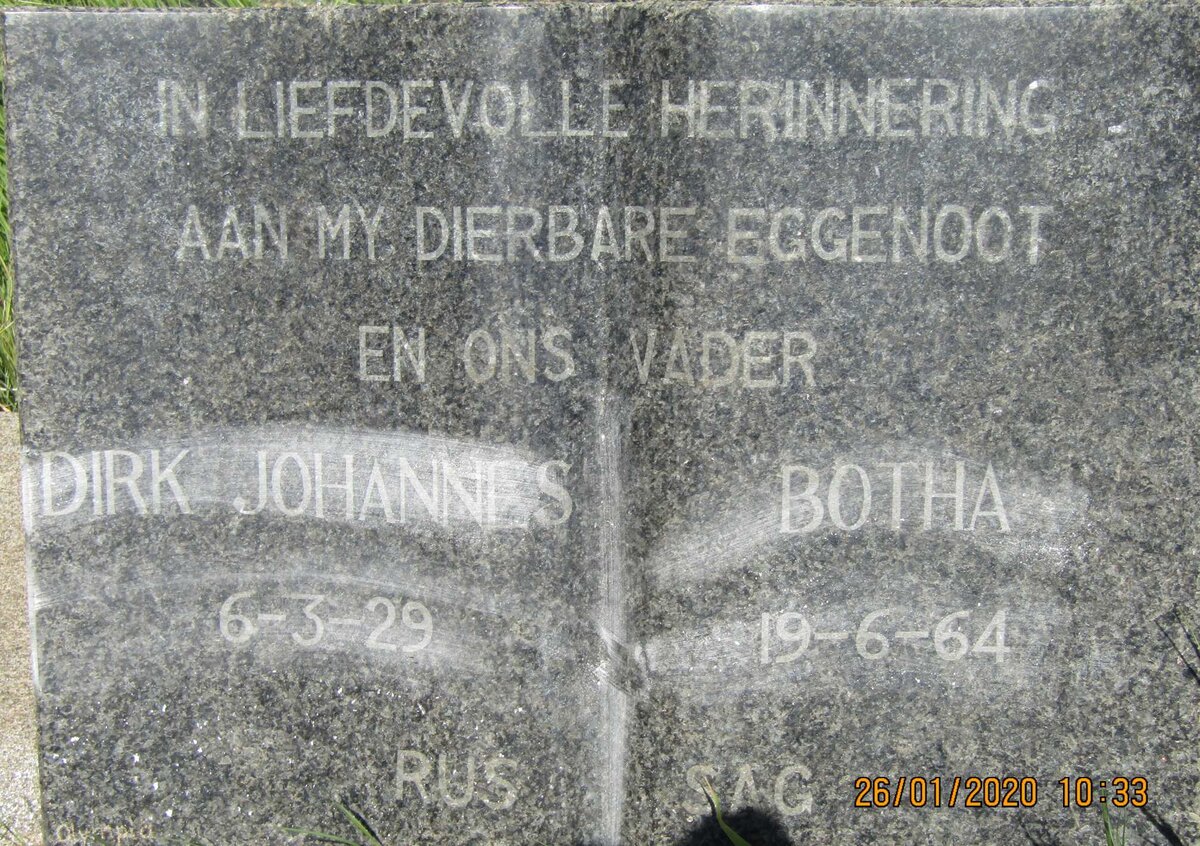 IN LIEFDEVOLLE HERINNERING
AAN MY DIERBARE EGGENOOT
EN ONS VADER
DIRK JOHANNES BOTHA
6-3-29 19-6-64
RUS SAG
26/01/2020 10:33
olympia